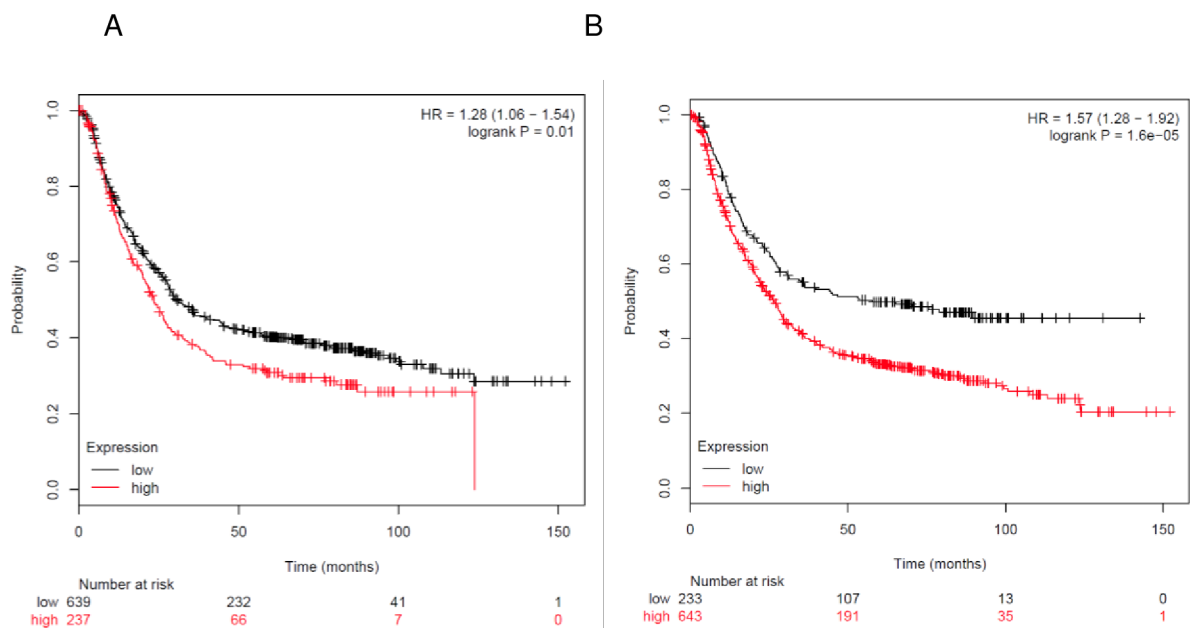 A
HR = 1.28 (1.06 − 1.54)
logrank P = 0.01
Probability
1.0
0.8
0.6
0.4
0.2
0.0
Expression
low
high
0 50 100 150
Time (months)
Number at risk
low 639 232 41 1
high 237 66 7 0
B
HR = 1.57 (1.28 − 1.92)
logrank P = 1.6e−05
Probability
1.0
0.8
0.6
0.4
0.2
0.0
Expression
low
high
0 50 100 150
Time (months)
Number at risk
low 233 107 13 0
high 643 191 35 1